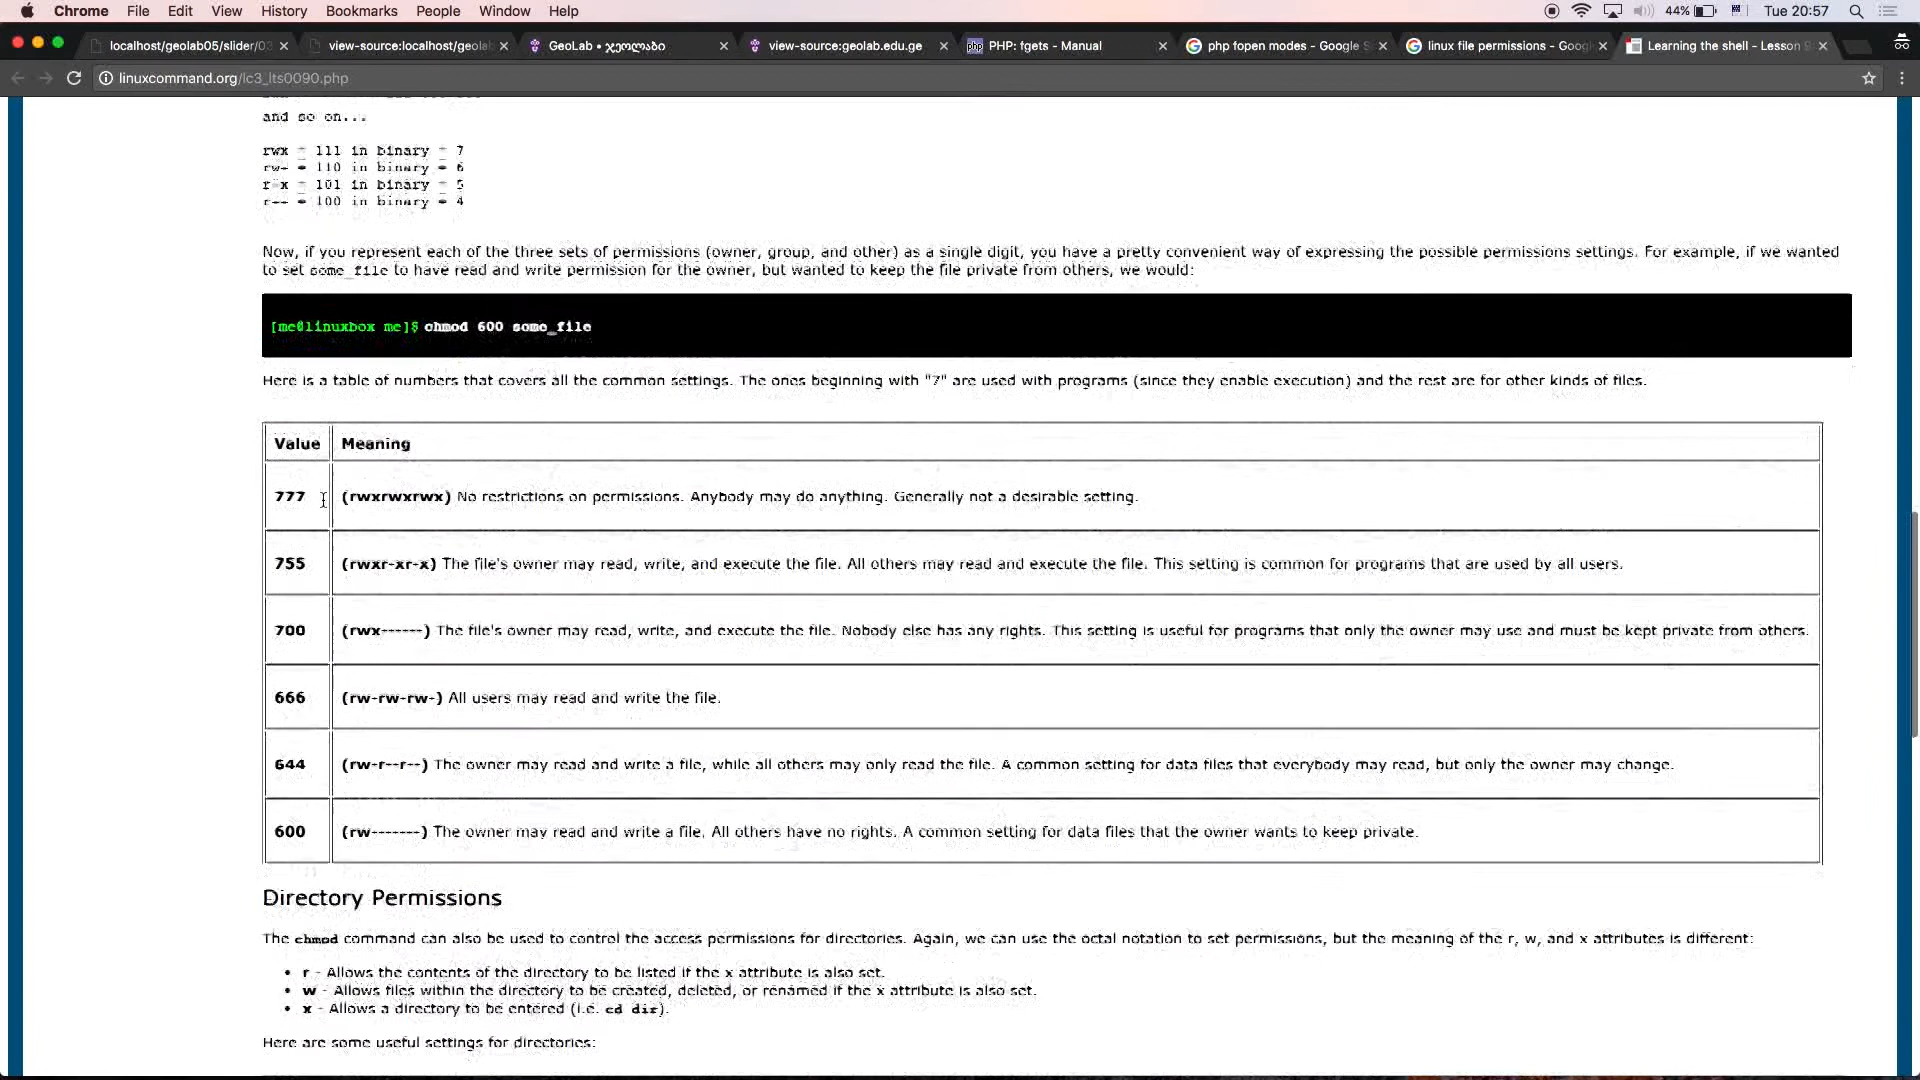 Chrome File Edit View History Bookmarks People Window Help 44% Tue 20:57
localhost/geolab05/slider/03 view-source:localhost/geolab GeoLab • ჯეოლაბი view-source:geolab.edu.ge PHP: fgets - Manual php fopen modes - Google S linux file permissions - Goog Learning the shell - Lesson 9
linuxcommand.org/lc3_lts0090.php
and so on...
rwx = 111 in binary = 7
rw- = 110 in binary = 6
r-x = 101 in binary = 5
r-- = 100 in binary = 4
Now, if you represent each of the three sets of permissions (owner, group, and other) as a single digit, you have a pretty convenient way of expressing the possible permissions settings. For example, if we wanted
to set some_file to have read and write permission for the owner, but wanted to keep the file private from others, we would:
[me@linuxbox me]$ chmod 600 some_file
Here is a table of numbers that covers all the common settings. The ones beginning with "7" are used with programs (since they enable execution) and the rest are for other kinds of files.
Value Meaning
777 (rwxrwxrwx) No restrictions on permissions. Anybody may do anything. Generally not a desirable setting.
755 (rwxr-xr-x) The file's owner may read, write, and execute the file. All others may read and execute the file. This setting is common for programs that are used by all users.
700 (rwx------) The file's owner may read, write, and execute the file. Nobody else has any rights. This setting is useful for programs that only the owner may use and must be kept private from others.
666 (rw-rw-rw-) All users may read and write the file.
644 (rw-r--r--) The owner may read and write a file, while all others may only read the file. A common setting for data files that everybody may read, but only the owner may change.
600 (rw-------) The owner may read and write a file. All others have no rights. A common setting for data files that the owner wants to keep private.
Directory Permissions
The chmod command can also be used to control the access permissions for directories. Again, we can use the octal notation to set permissions, but the meaning of the r, w, and x attributes is different:
• r - Allows the contents of the directory to be listed if the x attribute is also set.
• w - Allows files within the directory to be created, deleted, or renamed if the x attribute is also set.
• x - Allows a directory to be entered (i.e. cd dir).
Here are some useful settings for directories: